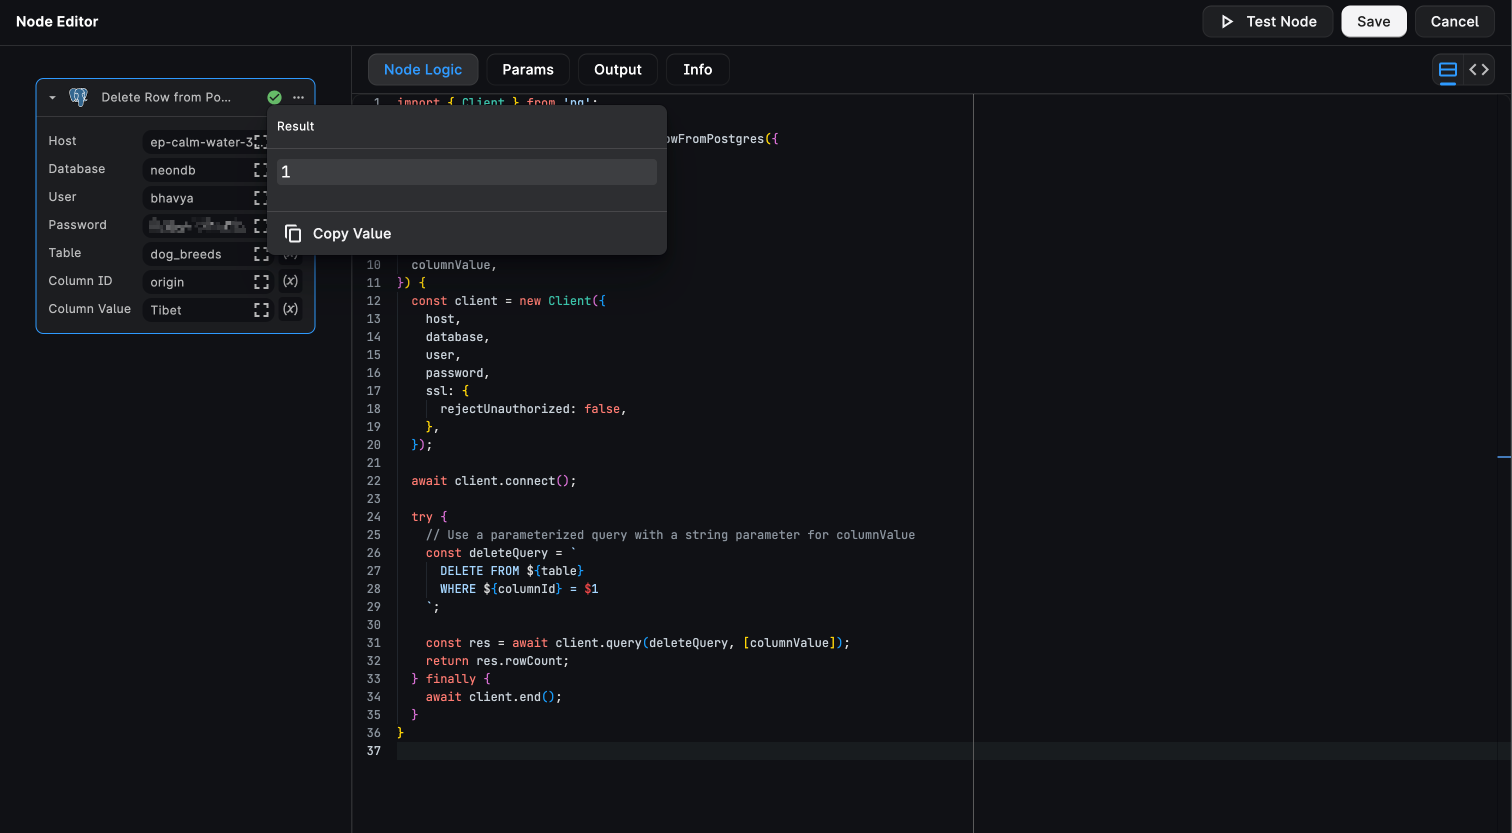 Node Editor
Test Node
Save
Cancel
Delete Row from Po...
Host
ep-calm-water-3...
Database
neondb
User
bhavya
Password
Table
dog_breeds
Column ID
origin
(x)
Column Value
Tibet
(x)
Result
1
Copy Value
Node Logic
Params
Output
Info
1 import { Client } from 'pg';
owFromPostgres({
10 columnValue,
11 }) {
12 const client = new Client({
13 host,
14 database,
15 user,
16 password,
17 ssl: {
18 rejectUnauthorized: false,
19 },
20 });
21
22 await client.connect();
23
24 try {
25 // Use a parameterized query with a string parameter for columnValue
26 const deleteQuery = `
27 DELETE FROM ${table}
28 WHERE ${columnId} = $1
29 `;
30
31 const res = await client.query(deleteQuery, [columnValue]);
32 return res.rowCount;
33 } finally {
34 await client.end();
35 }
36 }
37